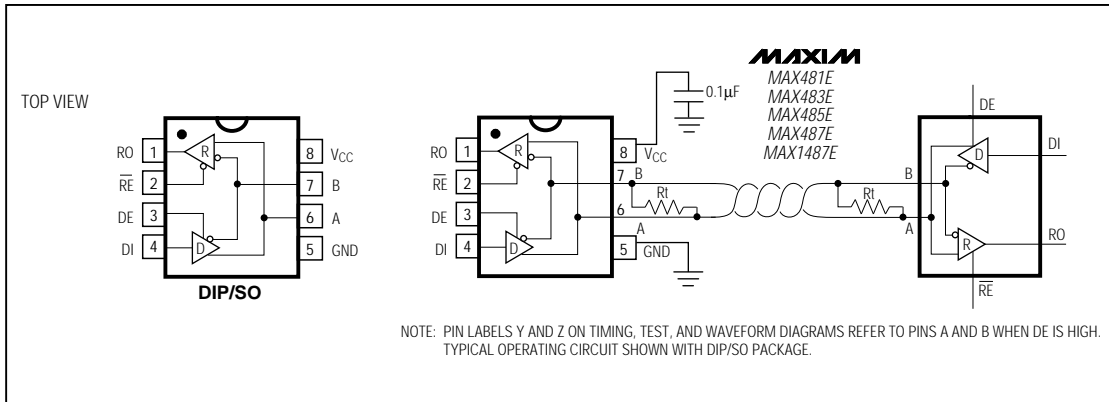 TOP VIEW
RO 1
RE 2
DE 3
DI 4
8 VCC
7 B
6 A
5 GND
R
D
DIP/SO
RO 1
RE 2
DE 3
DI 4
R
D
8 VCC
7 B
6 A
5 GND
0.1µF
MAXIM
MAX481E
MAX483E
MAX485E
MAX487E
MAX1487E
Rt
Rt
B
A
DE
D
DI
R
RO
RE
NOTE: PIN LABELS Y AND Z ON TIMING, TEST, AND WAVEFORM DIAGRAMS REFER TO PINS A AND B WHEN DE IS HIGH.
TYPICAL OPERATING CIRCUIT SHOWN WITH DIP/SO PACKAGE.